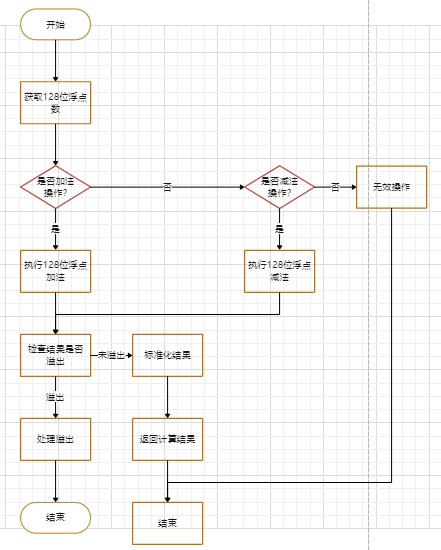 开始
获取128位浮点
数
是否加法
操作?
否
是否减法
操作?
否
无效操作
是
是
执行128位浮点
加法
执行128位浮点
减法
检查结果是否
溢出
未溢出
标准化结果
溢出
处理溢出
返回计算结果
结束
结束